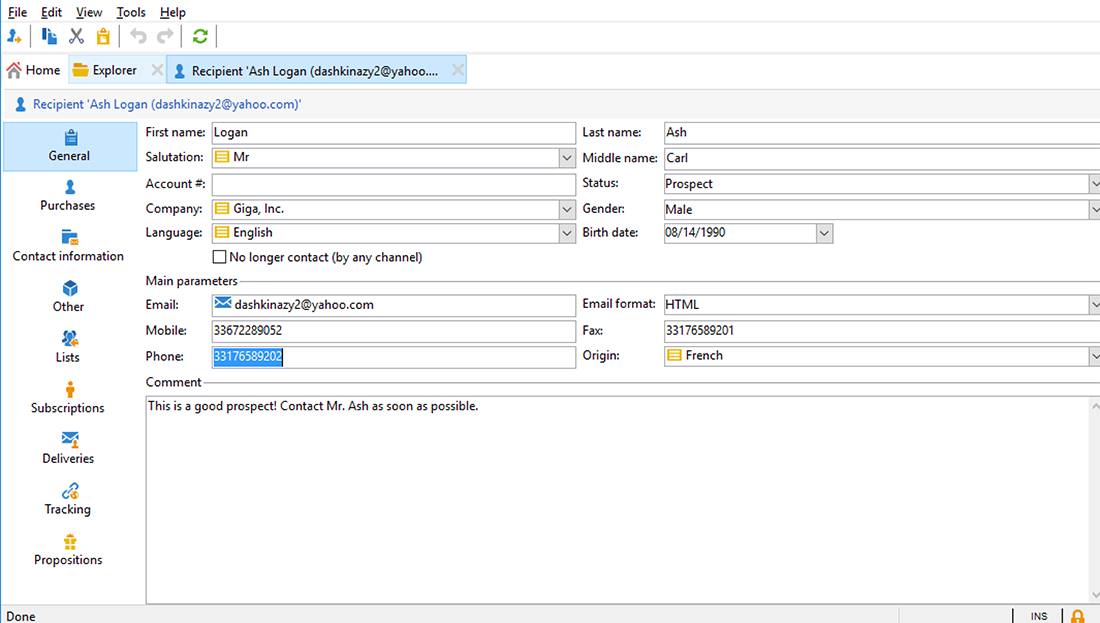 File Edit View Tools Help
Home Explorer Recipient 'Ash Logan (dashkinazy2@yahoo....
Recipient 'Ash Logan (dashkinazy2@yahoo.com)'
General
Purchases
Contact information
Other
Lists
Subscriptions
Deliveries
Tracking
Propositions
First name: Logan Last name: Ash
Salutation: Mr Middle name: Carl
Account #: Status: Prospect
Company: Giga, Inc. Gender: Male
Language: English Birth date: 08/14/1990
No longer contact (by any channel)
Main parameters
Email: dashkinazy2@yahoo.com Email format: HTML
Mobile: 33672289052 Fax: 33176589201
Phone: 33176589202 Origin: French
Comment
This is a good prospect! Contact Mr. Ash as soon as possible.
Done INS